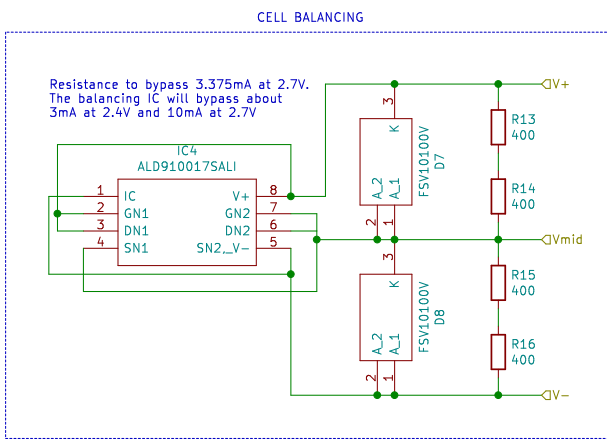 CELL BALANCING
Resistance to bypass 3.375mA at 2.7V.
The balancing IC will bypass about
3mA at 2.4V and 10mA at 2.7V
IC4
ALD910017SALI
1 IC V+ 8
2 GN1 GN2 7
3 DN1 DN2 6
4 SN1 SN2,_V- 5
3
K
A_2
A_1
2
1
FSV10100V
D7
3
K
A_2
A_1
2
1
FSV10100V
D8
R13
400
R14
400
R15
400
R16
400
V+
Vmid
V-